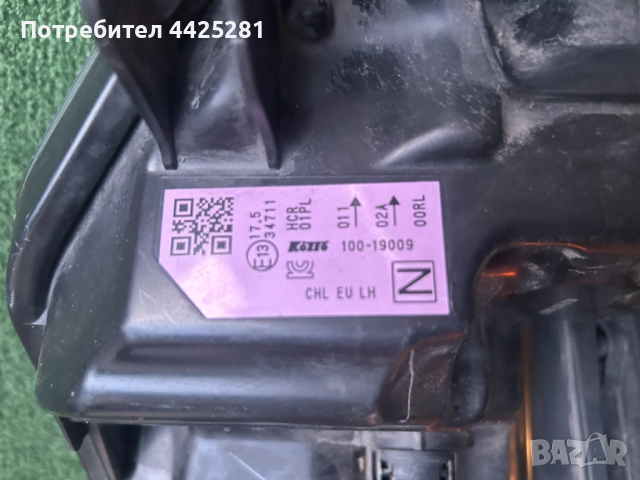 Потребител 4425281
17.5
34711
E13
HCR
01PL
011
02A
00RL
KOITO 100-19009
CHL EU LH
N
BAZAR